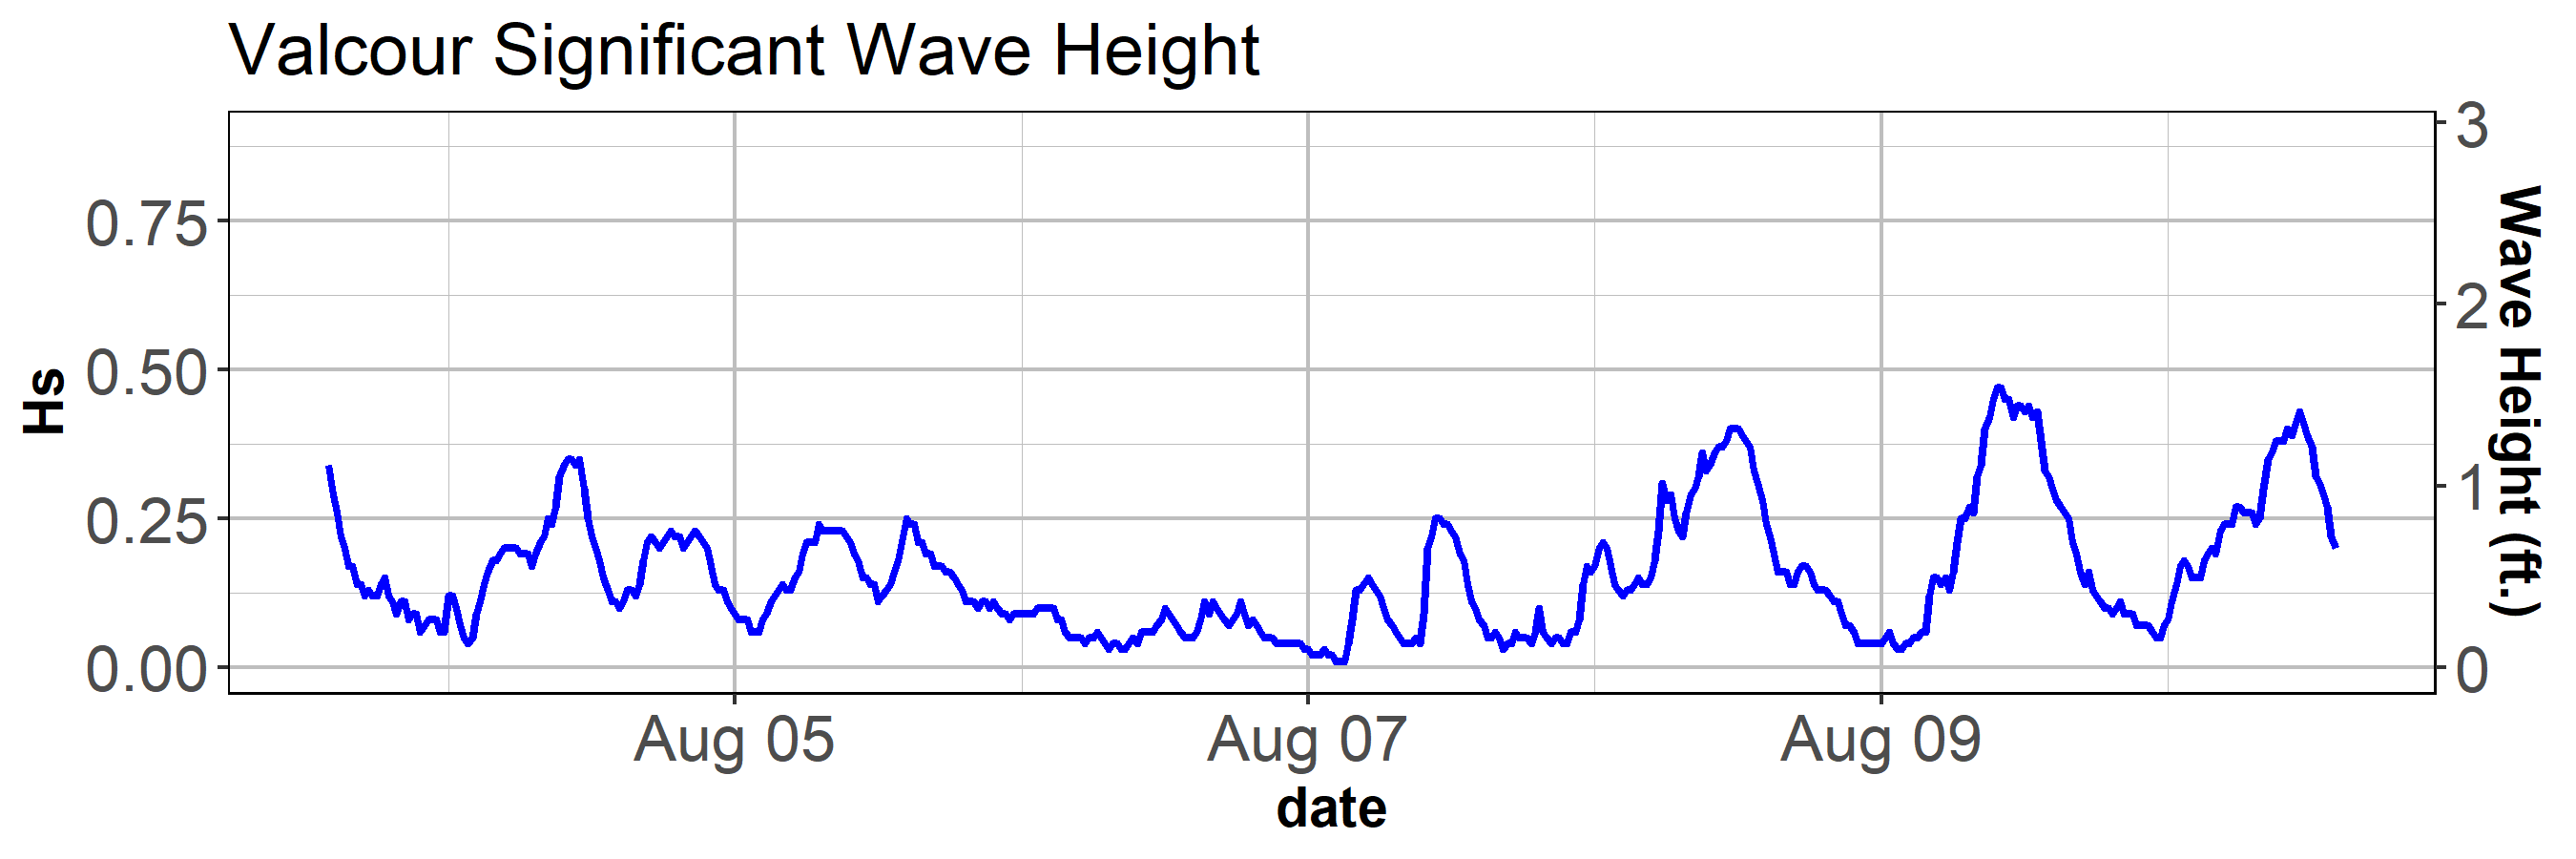 Valcour Significant Wave Height
Hs
0.75
0.50
0.25
0.00
3
2
1
0
Wave Height (ft.)
Aug 05
Aug 07
Aug 09
date